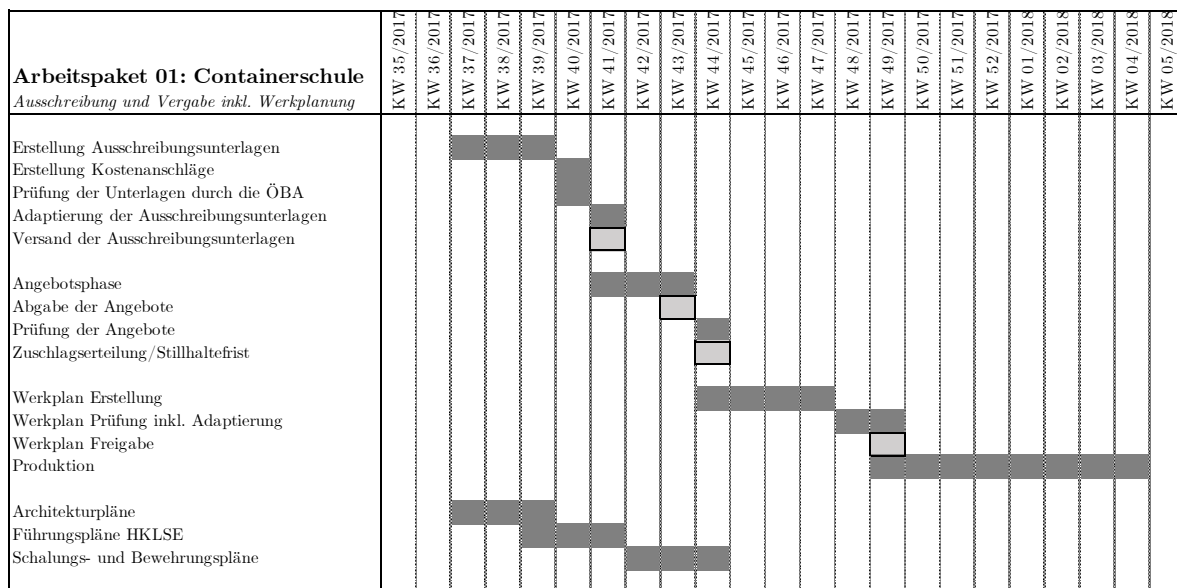 KW 35/2017
KW 36/2017
KW 37/2017
KW 38/2017
KW 39/2017
KW 40/2017
KW 41/2017
KW 42/2017
KW 43/2017
KW 44/2017
KW 45/2017
KW 46/2017
KW 47/2017
KW 48/2017
KW 49/2017
KW 50/2017
KW 51/2017
KW 52/2017
KW 01/2018
KW 02/2018
KW 03/2018
KW 04/2018
KW 05/2018
Arbeitspaket 01: Containerschule
Ausschreibung und Vergabe inkl. Werkplanung
Erstellung Ausschreibungsunterlagen
Erstellung Kostenanschläge
Prüfung der Unterlagen durch die ÖBA
Adaptierung der Ausschreibungsunterlagen
Versand der Ausschreibungsunterlagen
Angebotsphase
Abgabe der Angebote
Prüfung der Angebote
Zuschlagserteilung/Stillhaltefrist
Werkplan Erstellung
Werkplan Prüfung inkl. Adaptierung
Werkplan Freigabe
Produktion
Architekturpläne
Führungspläne HKLSE
Schalungs- und Bewehrungspläne